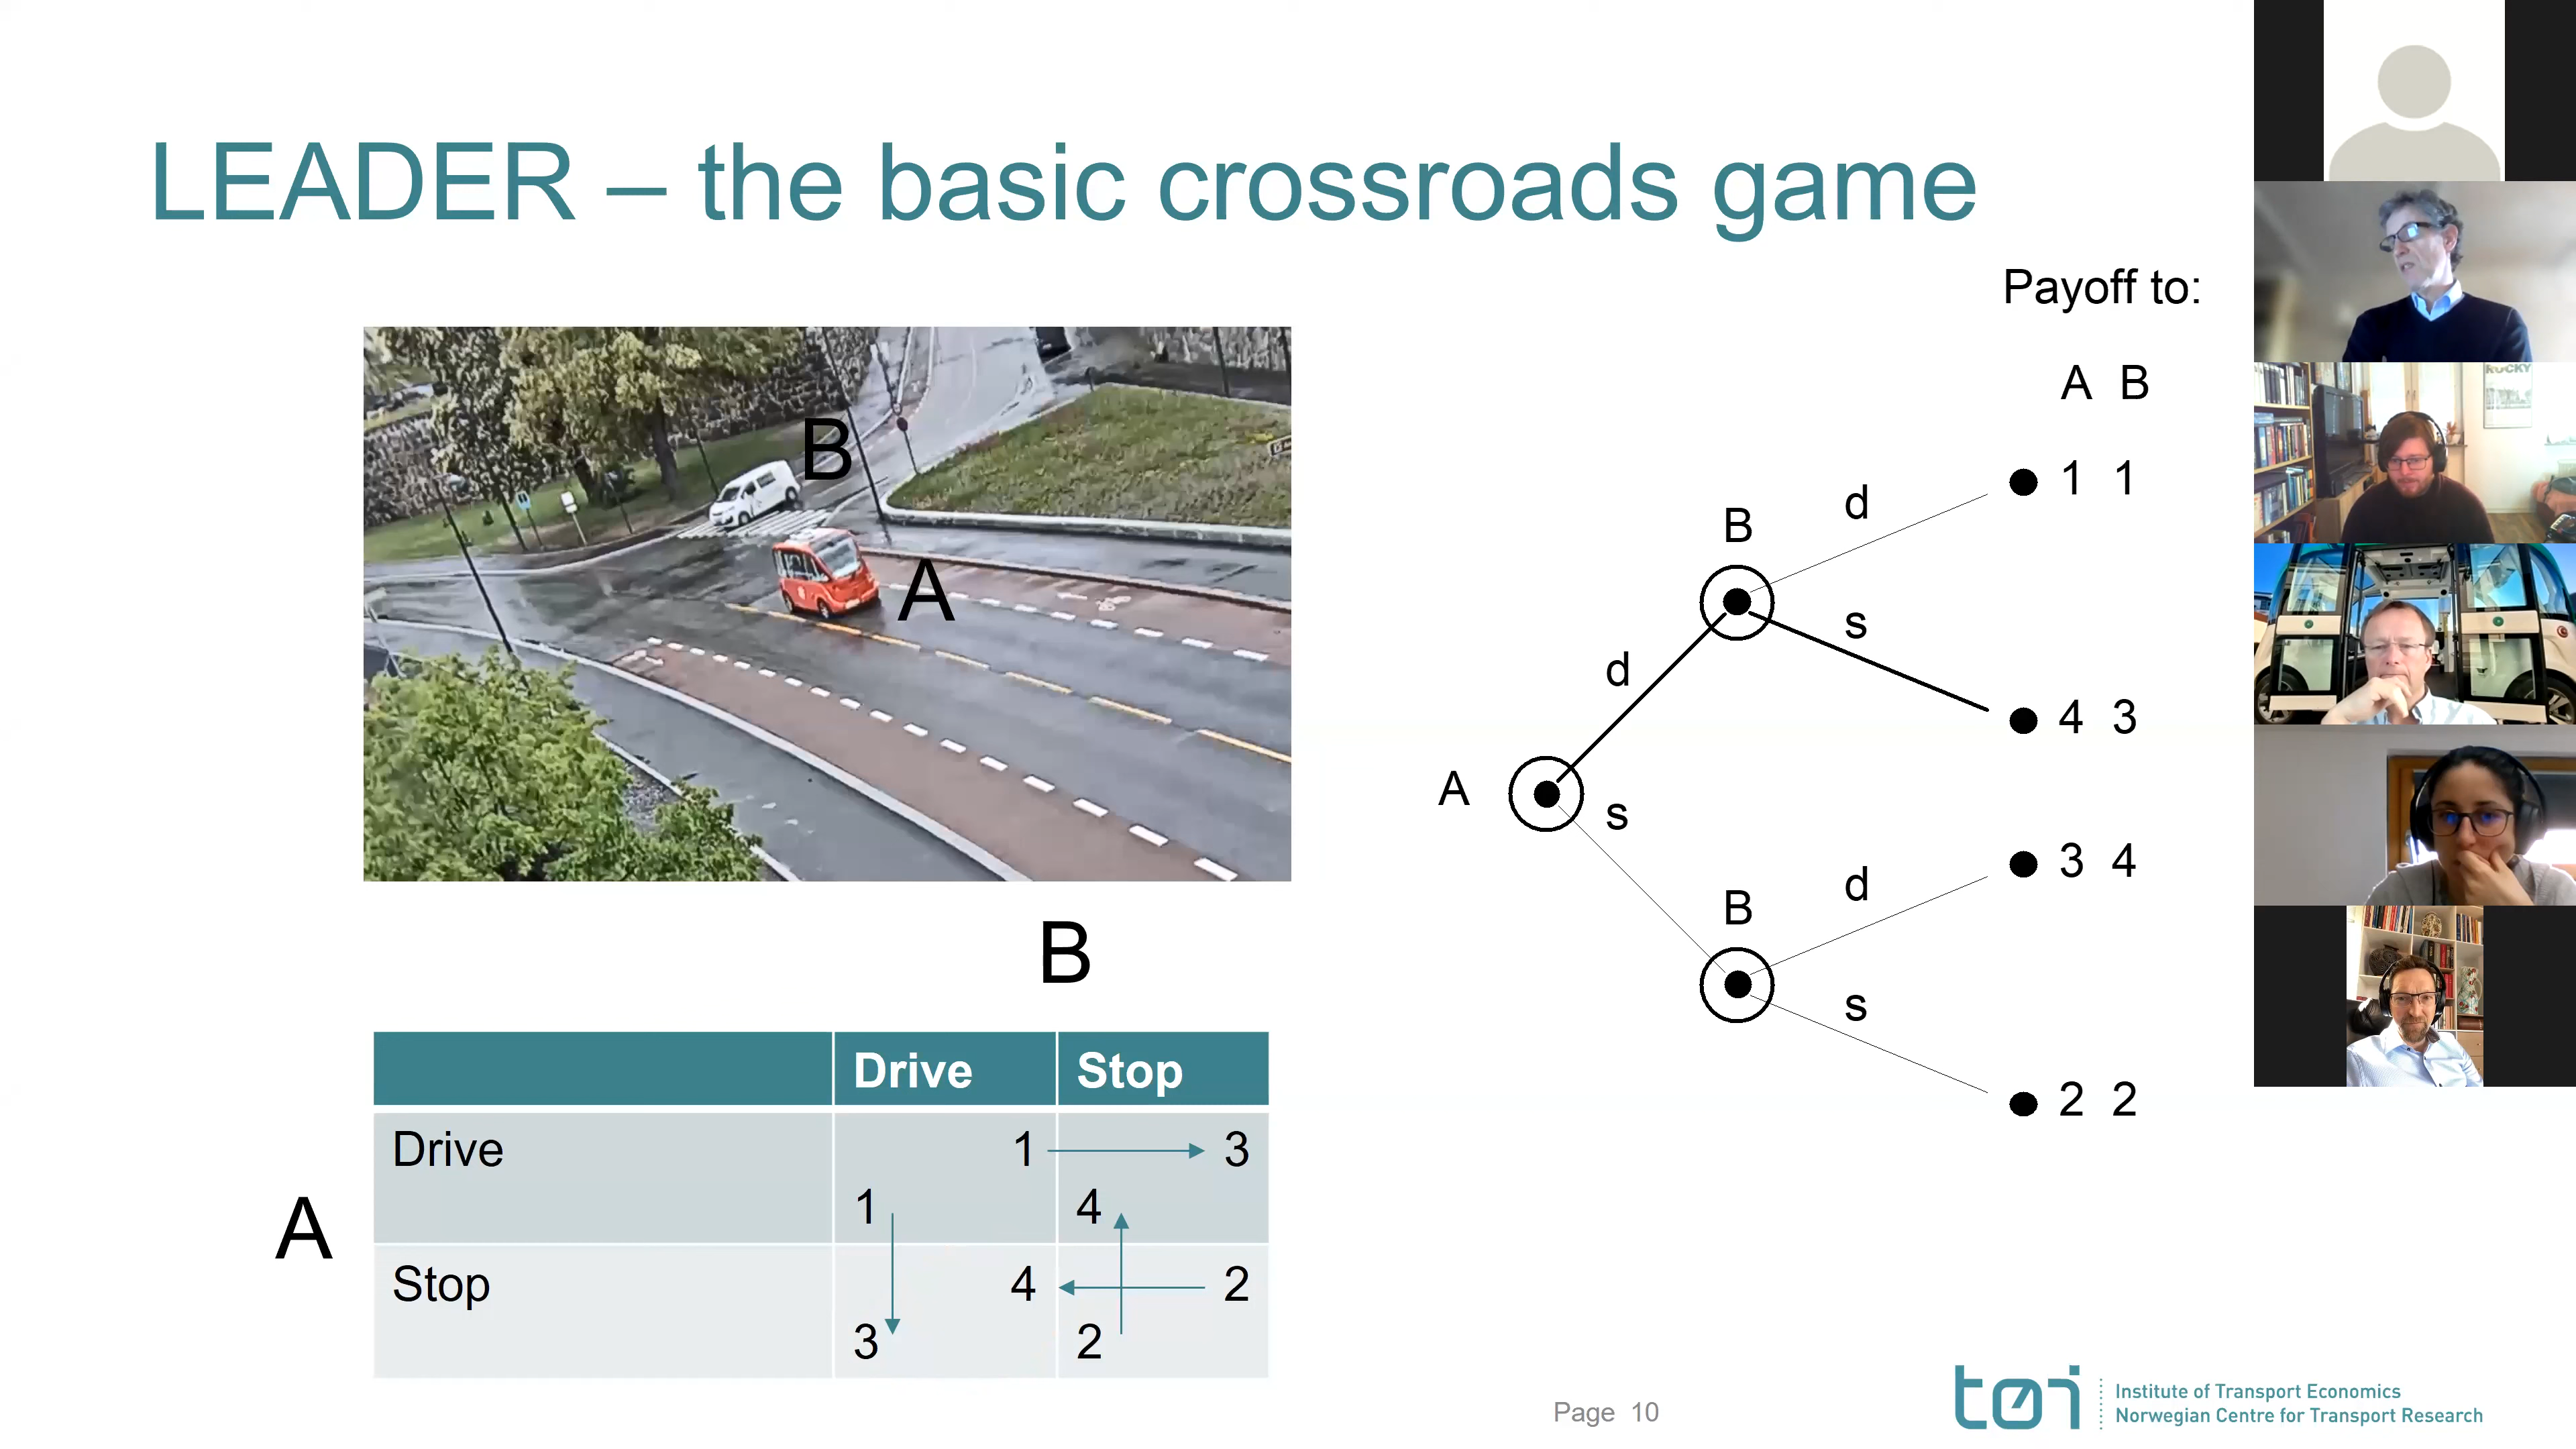 LEADER – the basic crossroads game
Payoff to:
A B
B
A
1 1
B
d
s
d
4 3
A
s
3 4
B
d
s
2 2
B
Drive Stop
Drive 1 3
1 4
A
Stop 4 2
3 2
Page 10
tøi
Institute of Transport Economics
Norwegian Centre for Transport Research
ROCKY